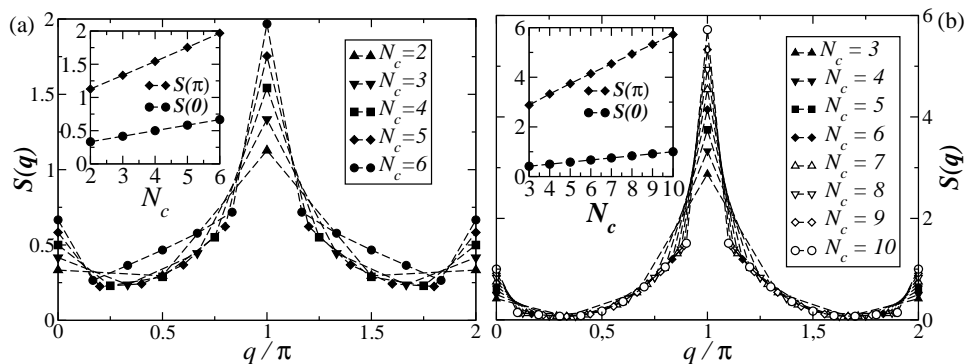 (a)
2
1.5
1
0.5
0
S(q)
0
0.5
1
1.5
2
q / π
2
1.5
1
0.5
0
2
3
4
5
6
N_c
S(π)
S(0)
N_c=2
N_c=3
N_c=4
N_c=5
N_c=6
(b)
6
4
2
0
S(q)
0
0,5
1
1,5
2
q / π
6
4
2
0
3 4 5 6 7 8 9 10
N_c
S(π)
S(0)
N_c = 3
N_c = 4
N_c = 5
N_c = 6
N_c = 7
N_c = 8
N_c = 9
N_c = 10